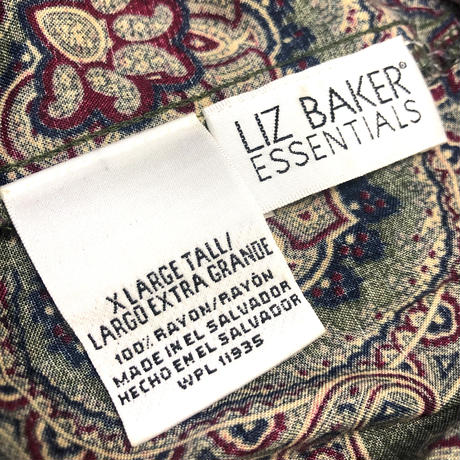 LIZ BAKER®
ESSENTIALS
X LARGE TALL/
LARGO EXTRA GRANDE
100% RAYON/RAYÓN
MADE IN EL SALVADOR
HECHO EN EL SALVADOR
WPL 11935